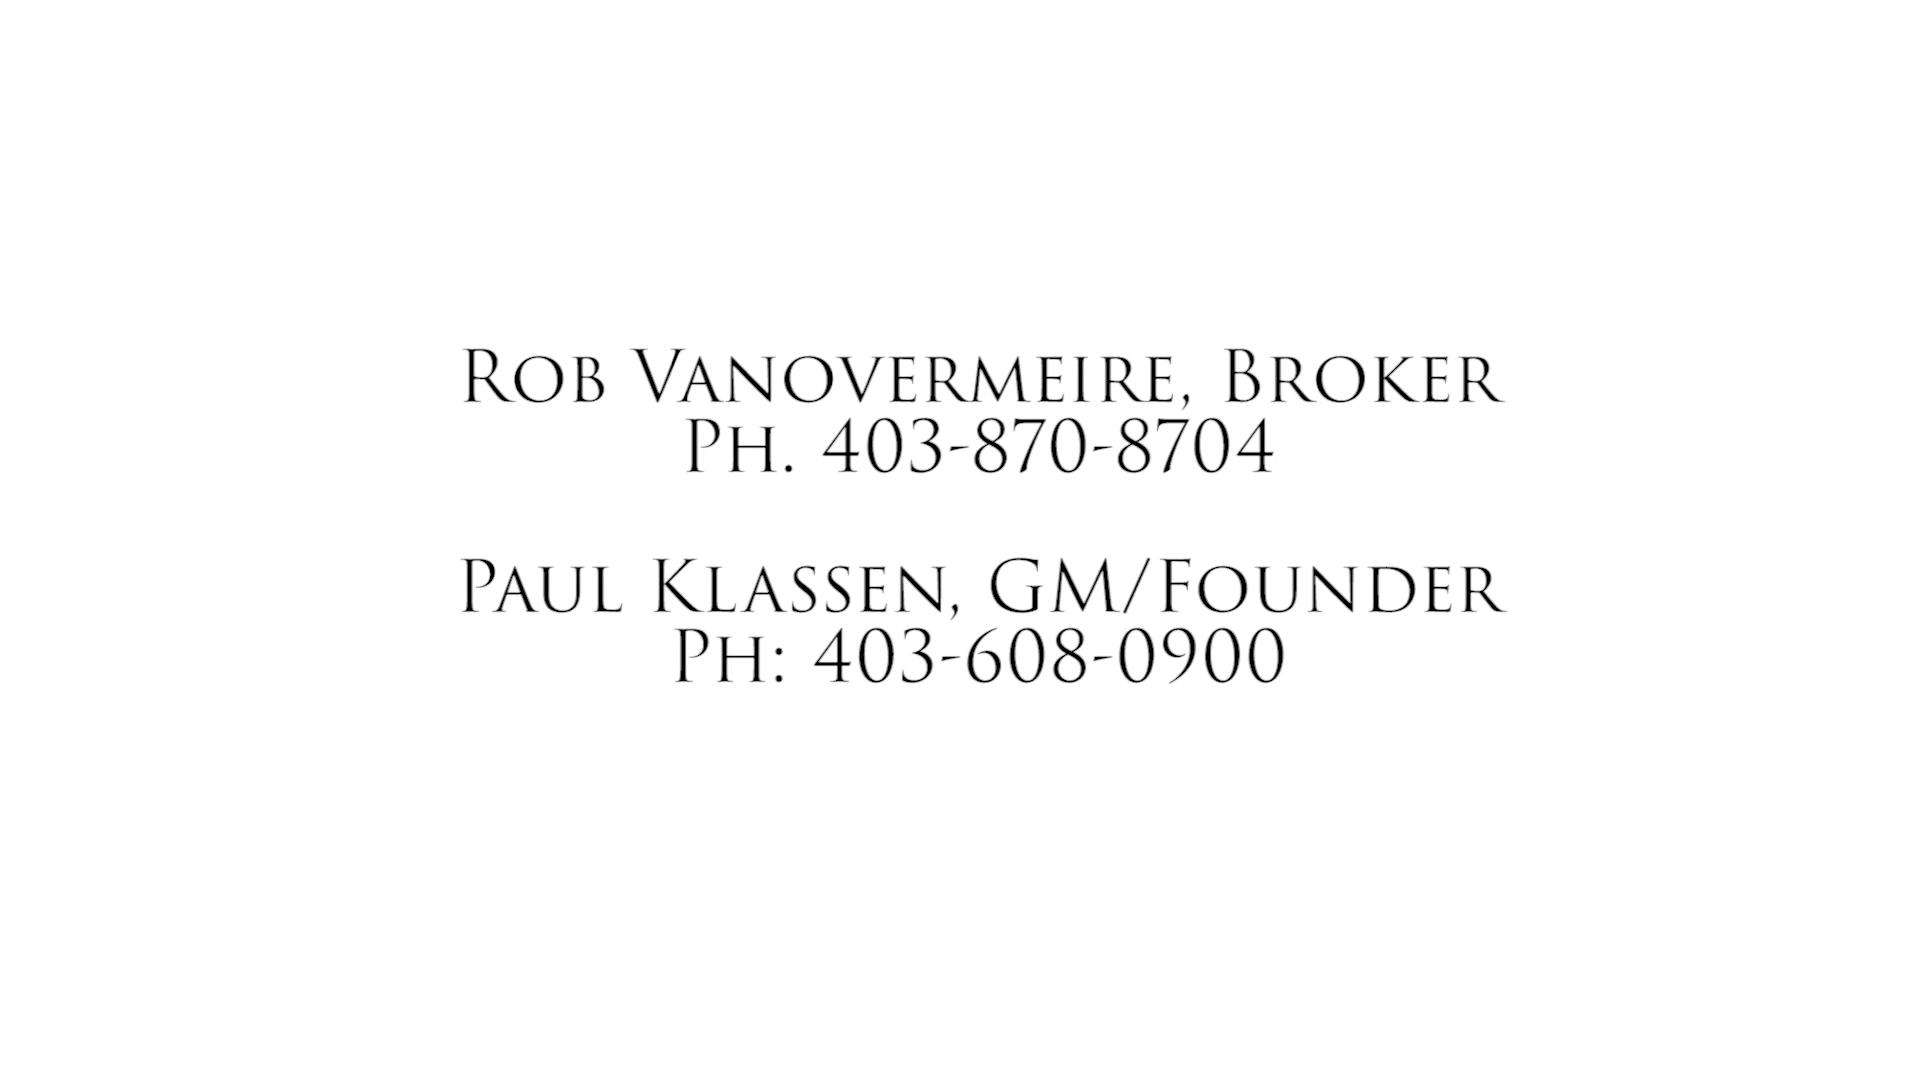 Rob Vanovermeire, Broker
Ph. 403-870-8704
Paul Klassen, GM/Founder
Ph: 403-608-0900